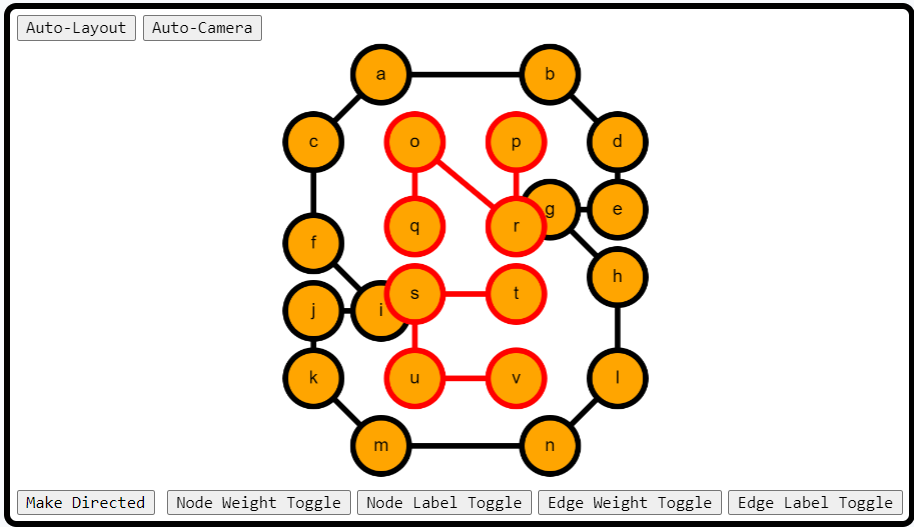 Auto-Layout Auto-Camera
a b
c o p d
g e
q r
f
h
s t
j i
k u v l
m n
Make Directed Node Weight Toggle Node Label Toggle Edge Weight Toggle Edge Label Toggle